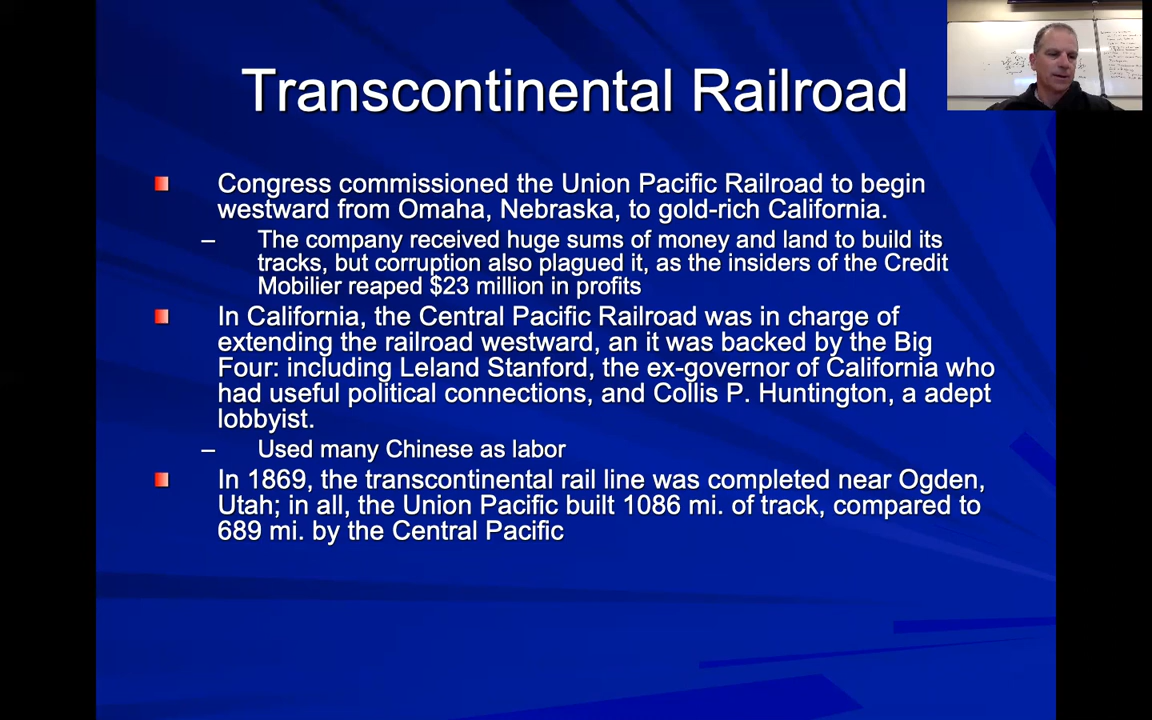 Transcontinental Railroad
Congress commissioned the Union Pacific Railroad to begin
westward from Omaha, Nebraska, to gold-rich California.
– The company received huge sums of money and land to build its
tracks, but corruption also plagued it, as the insiders of the Credit
Mobilier reaped $23 million in profits
In California, the Central Pacific Railroad was in charge of
extending the railroad westward, an it was backed by the Big
Four: including Leland Stanford, the ex-governor of California who
had useful political connections, and Collis P. Huntington, a adept
lobbyist.
– Used many Chinese as labor
In 1869, the transcontinental rail line was completed near Ogden,
Utah; in all, the Union Pacific built 1086 mi. of track, compared to
689 mi. by the Central Pacific